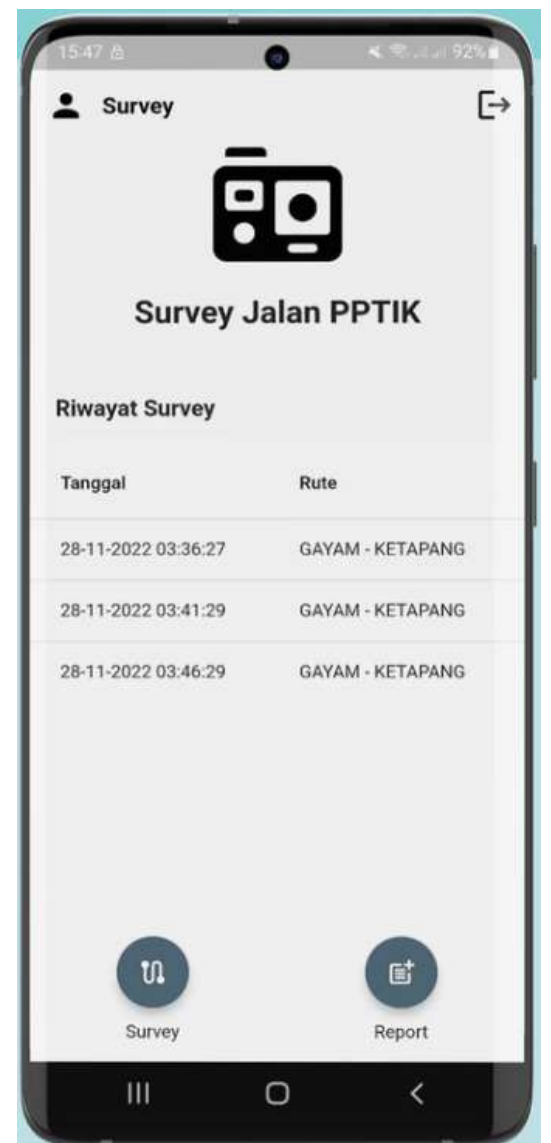 15:47 92%
Survey
Survey Jalan PPTIK
Riwayat Survey
Tanggal Rute
28-11-2022 03:36:27 GAYAM - KETAPANG
28-11-2022 03:41:29 GAYAM - KETAPANG
28-11-2022 03:46:29 GAYAM - KETAPANG
Survey Report